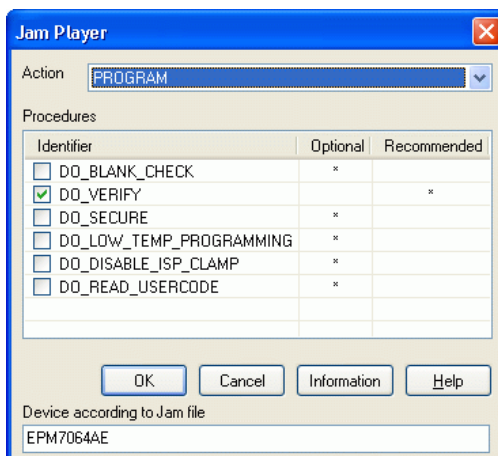 Jam Player
Action PROGRAM
Procedures
Identifier Optional Recommended
DO_BLANK_CHECK *
DO_VERIFY *
DO_SECURE *
DO_LOW_TEMP_PROGRAMMING *
DO_DISABLE_ISP_CLAMP *
DO_READ_USERCODE *
OK Cancel Information Help
Device according to Jam file
EPM7064AE